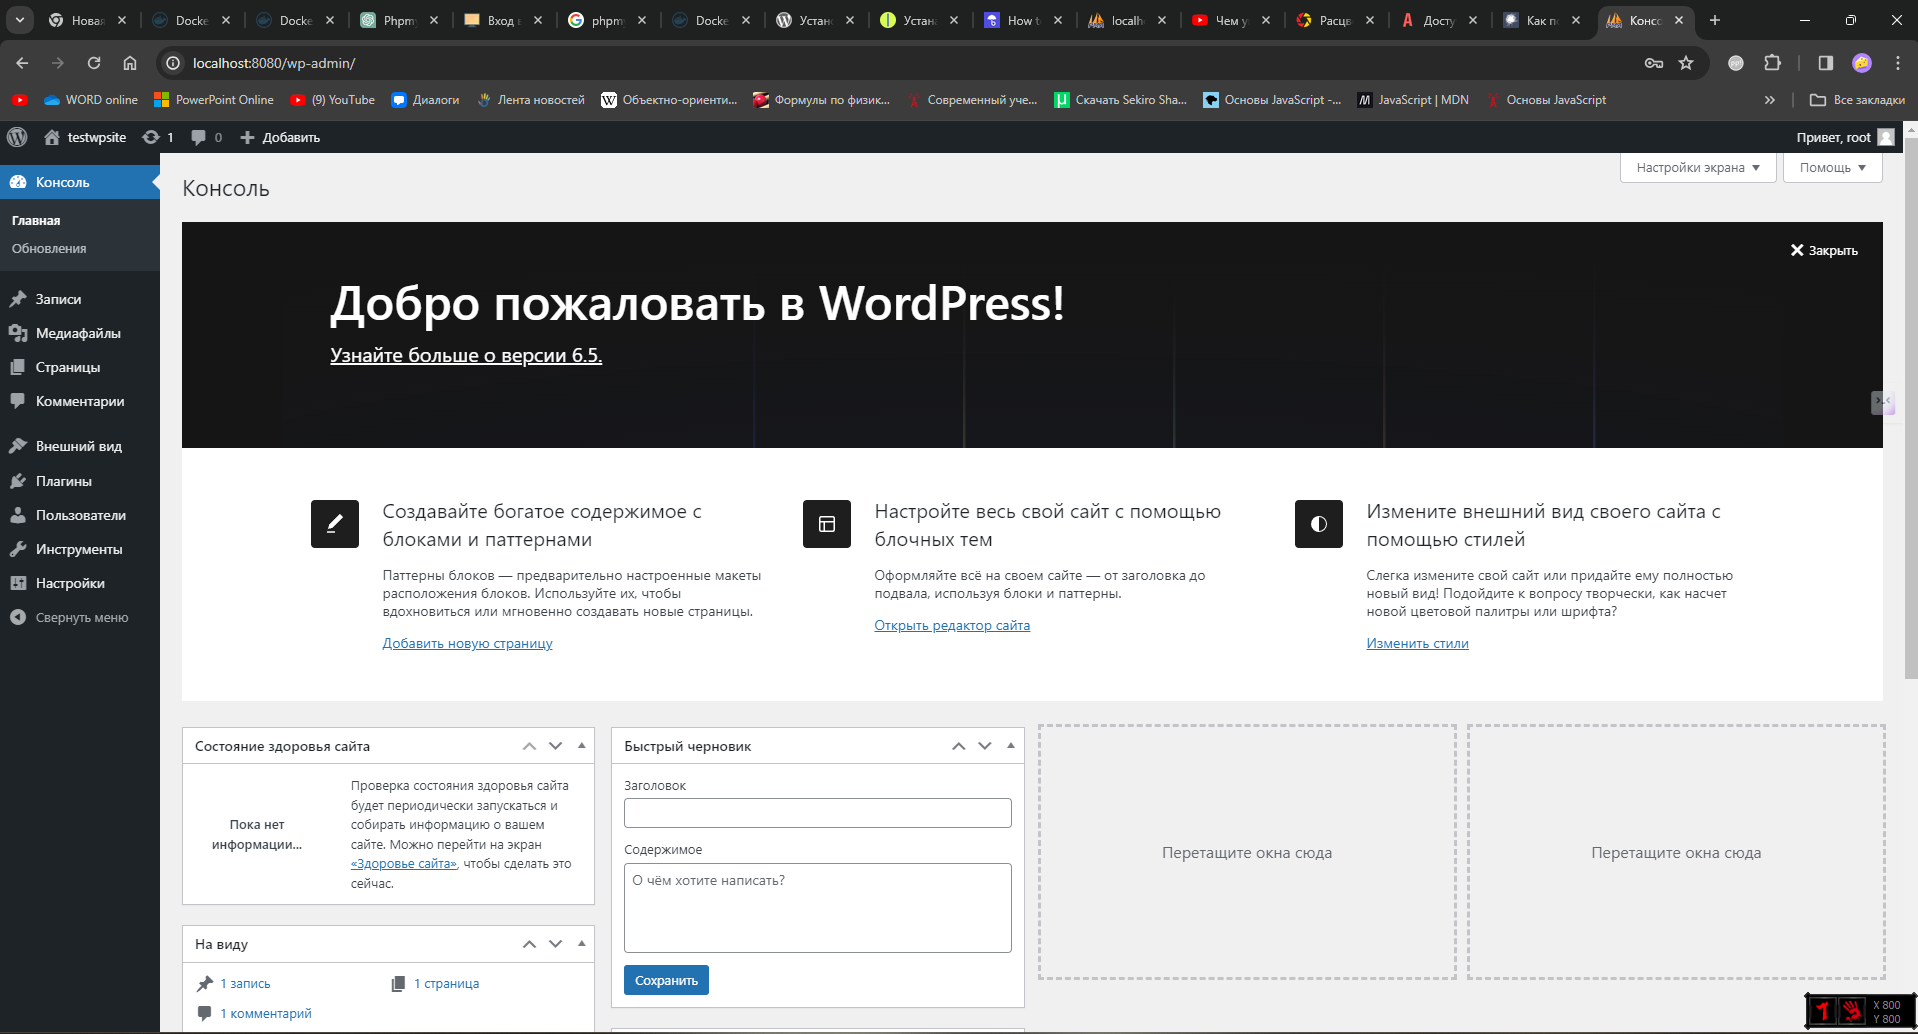 Новая
Docke
Docke
Phpm
Вход в
phpm
Docke
Устан
Устан
How t
localh
Чем у
Расцв
Досту
Как п
Консо
localhost:8080/wp-admin/
WORD online
PowerPoint Online
(9) YouTube
Диалоги
Лента новостей
Объектно-ориенти...
Формулы по физик...
Современный уче...
Скачать Sekiro Sha...
Основы JavaScript -...
JavaScript | MDN
Основы JavaScript
Все закладки
testwpsite
1
0
Добавить
Привет, root
Консоль
Главная
Обновления
Записи
Медиафайлы
Страницы
Комментарии
Внешний вид
Плагины
Пользователи
Инструменты
Настройки
Свернуть меню
Настройки экрана
Помощь
Консоль
Закрыть
Добро пожаловать в WordPress!
Узнайте больше о версии 6.5.
Создавайте богатое содержимое с
блоками и паттернами
Паттерны блоков — предварительно настроенные макеты
расположения блоков. Используйте их, чтобы
вдохновиться или мгновенно создавать новые страницы.
Добавить новую страницу
Настройте весь свой сайт с помощью
блочных тем
Оформляйте всё на своем сайте — от заголовка до
подвала, используя блоки и паттерны.
Открыть редактор сайта
Измените внешний вид своего сайта с
помощью стилей
Слегка измените свой сайт или придайте ему полностью
новый вид! Подойдите к вопросу творчески, как насчет
новой цветовой палитры или шрифта?
Изменить стили
Состояние здоровья сайта
Пока нет
информации...
Проверка состояния здоровья сайта
будет периодически запускаться и
собирать информацию о вашем
сайте. Можно перейти на экран
«Здоровье сайта», чтобы сделать это
сейчас.
На виду
1 запись
1 страница
1 комментарий
Быстрый черновик
Заголовок
Содержимое
О чём хотите написать?
Сохранить
Перетащите окна сюда
Перетащите окна сюда
X 800
Y 800